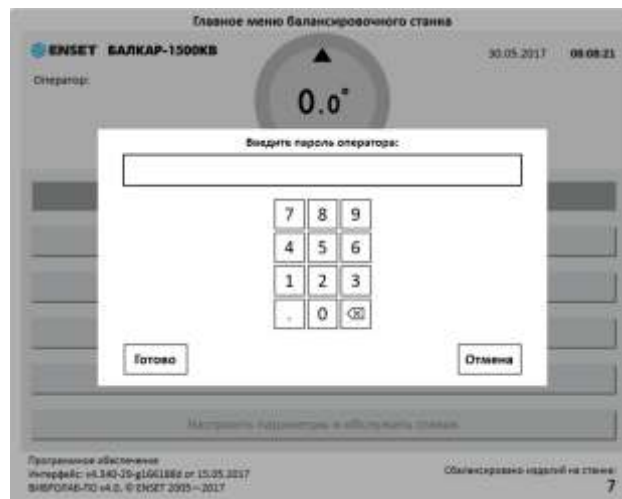 Главное меню балансировочного станка
ENSET БАЛКАР-1500КВ
30.05.2017 08:08:21
Оператор:
0.0°
Введите пароль оператора:
7 8 9
4 5 6
1 2 3
. 0 ⌫
Готово Отмена
Настроить параметры и обслужить станок
Программное обеспечение
Интерфейс: v4.340-29-g166188d от 15.05.2017
ВИБРОЛАБ-ПО v4.0, © ENSET 2005—2017
Сбалансировано изделий на станке:
7